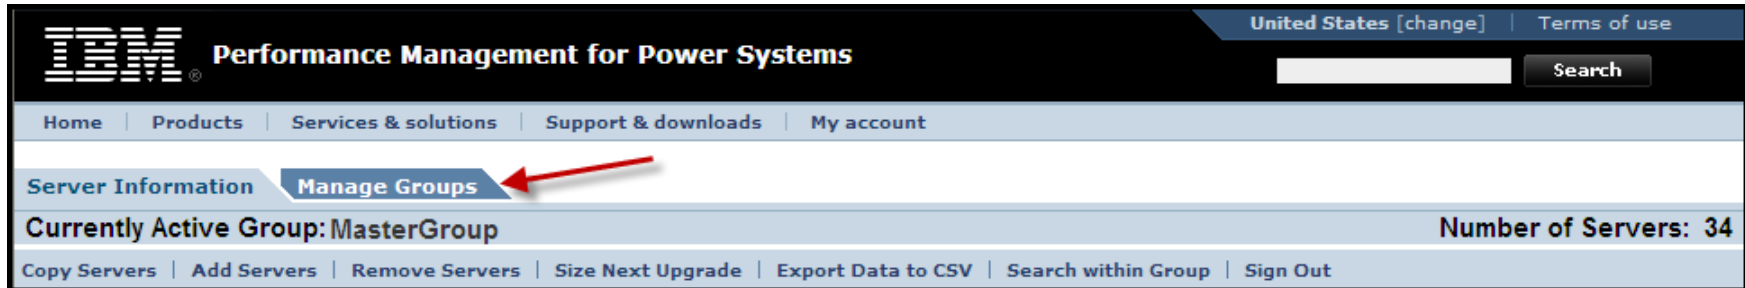 United States [change] | Terms of use
IBM® Performance Management for Power Systems
Search
Home | Products | Services & solutions | Support & downloads | My account
Server Information Manage Groups
Currently Active Group: MasterGroup Number of Servers: 34
Copy Servers | Add Servers | Remove Servers | Size Next Upgrade | Export Data to CSV | Search within Group | Sign Out